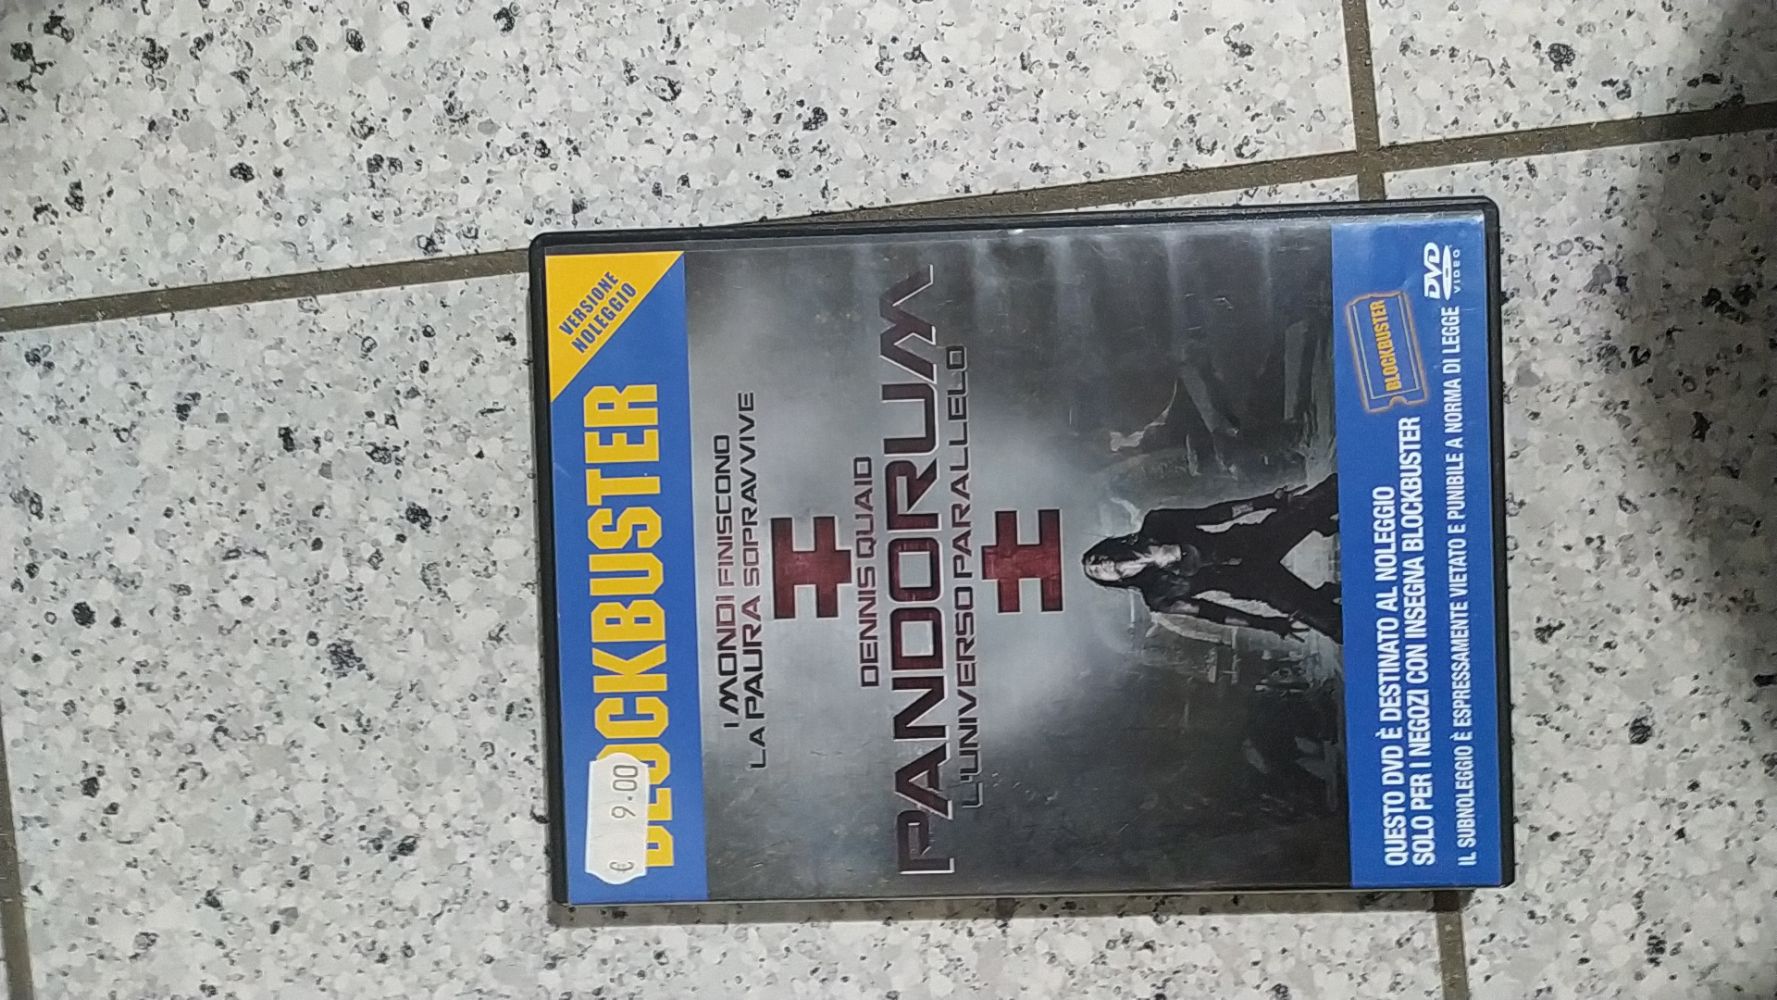 BLOCKBUSTER
VERSIONE
NOLEGGIO
€ 9.00
I MONDI FINISCONO
LA PAURA SOPRAVVIVE
DENNIS QUAID
PANDORUM
L'UNIVERSO PARALLELO
QUESTO DVD È DESTINATO AL NOLEGGIO
SOLO PER I NEGOZI CON INSEGNA BLOCKBUSTER
IL SUBNOLEGGIO È ESPRESSAMENTE VIETATO E PUNIBILE A NORMA DI LEGGE
BLOCKBUSTER
DVD
VIDEO